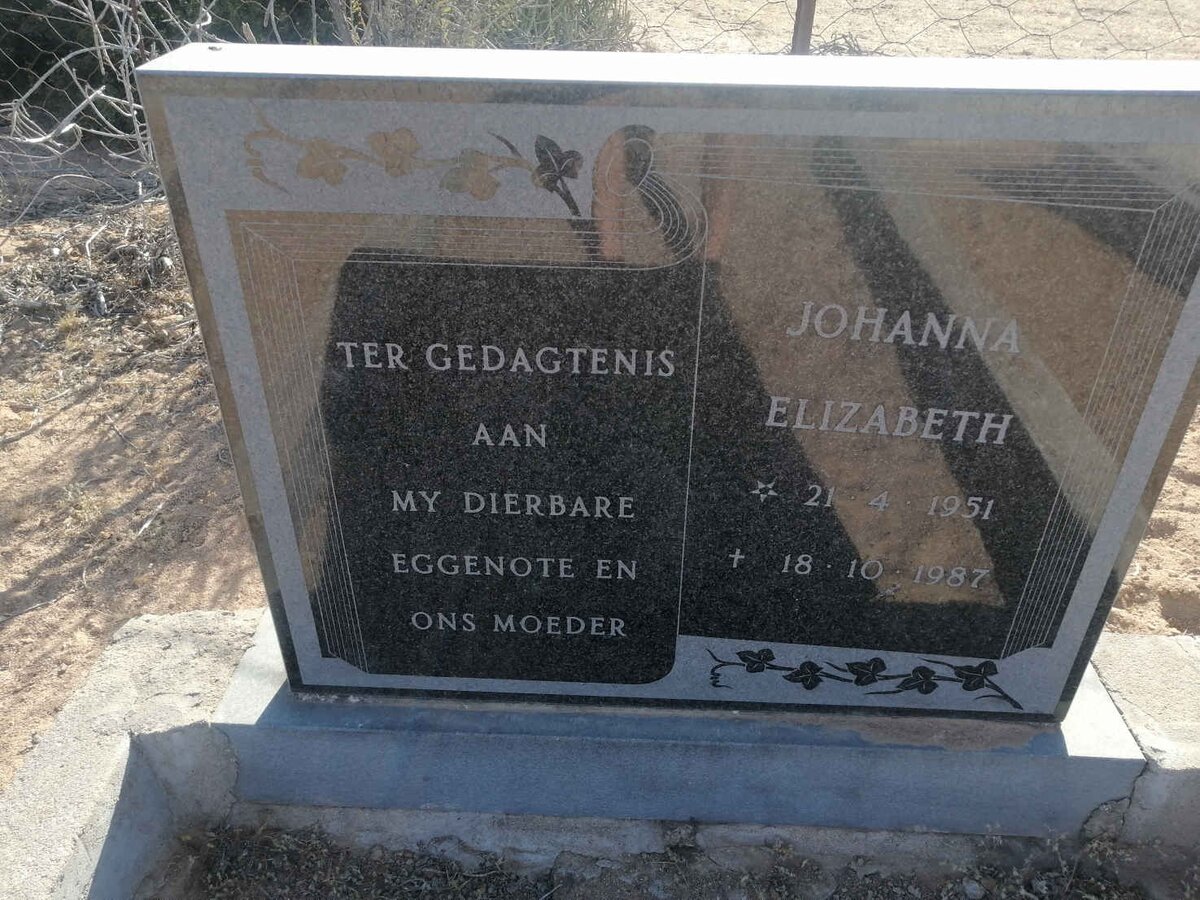 TER GEDAGTENIS
AAN
MY DIERBARE
EGGENOTE EN
ONS MOEDER
JOHANNA
ELIZABETH
☆ 21 · 4 · 1951
✝ 18 · 10 · 1987